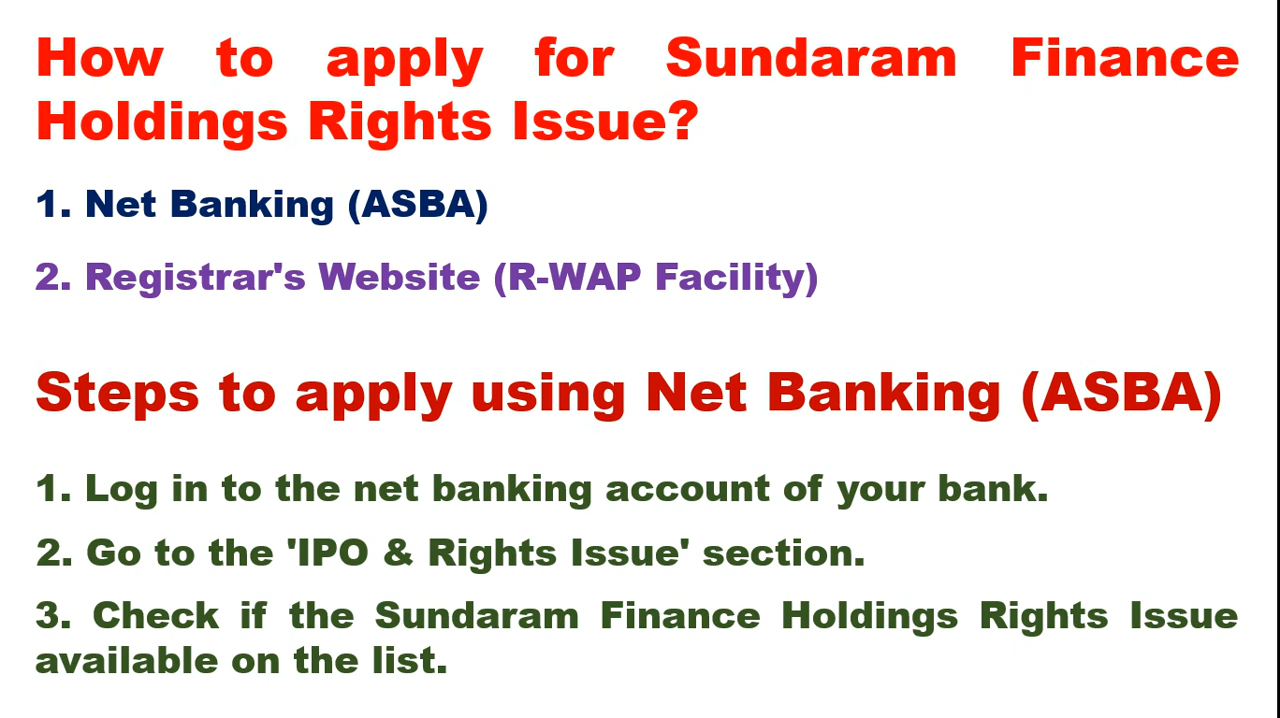 How to apply for Sundaram Finance
Holdings Rights Issue?
1. Net Banking (ASBA)
2. Registrar's Website (R-WAP Facility)
Steps to apply using Net Banking (ASBA)
1. Log in to the net banking account of your bank.
2. Go to the 'IPO & Rights Issue' section.
3. Check if the Sundaram Finance Holdings Rights Issue
available on the list.